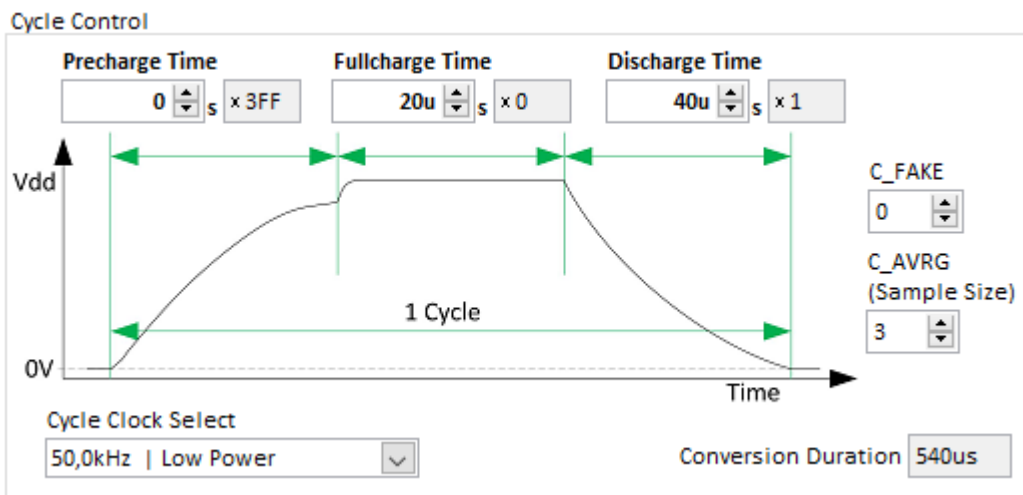 Cycle Control
Precharge Time Fullcharge Time Discharge Time
0 s x 3FF 20u s x 0 40u s x 1
Vdd
C_FAKE
0
C_AVRG
(Sample Size)
1 Cycle
3
0V
Time
Cycle Clock Select
50,0kHz | Low Power
Conversion Duration 540us